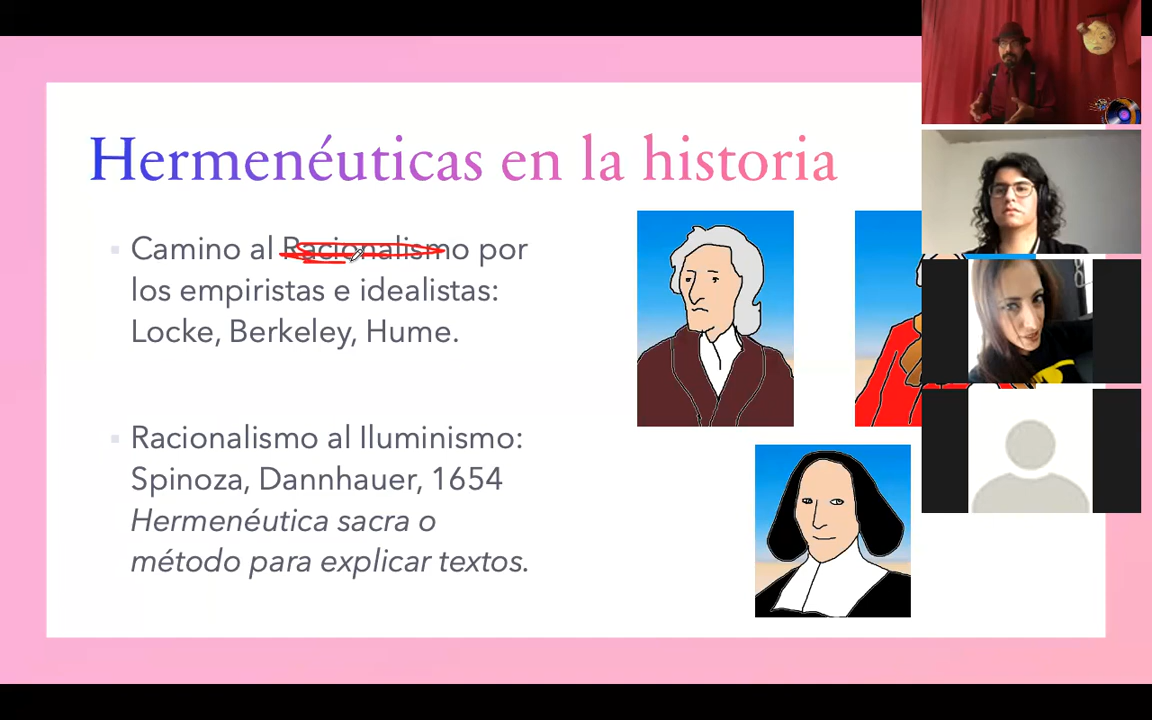 Hermenéuticas en la historia
Camino al Racionalismo por
los empiristas e idealistas:
Locke, Berkeley, Hume.
Racionalismo al Iluminismo:
Spinoza, Dannhauer, 1654
Hermenéutica sacra o
método para explicar textos.